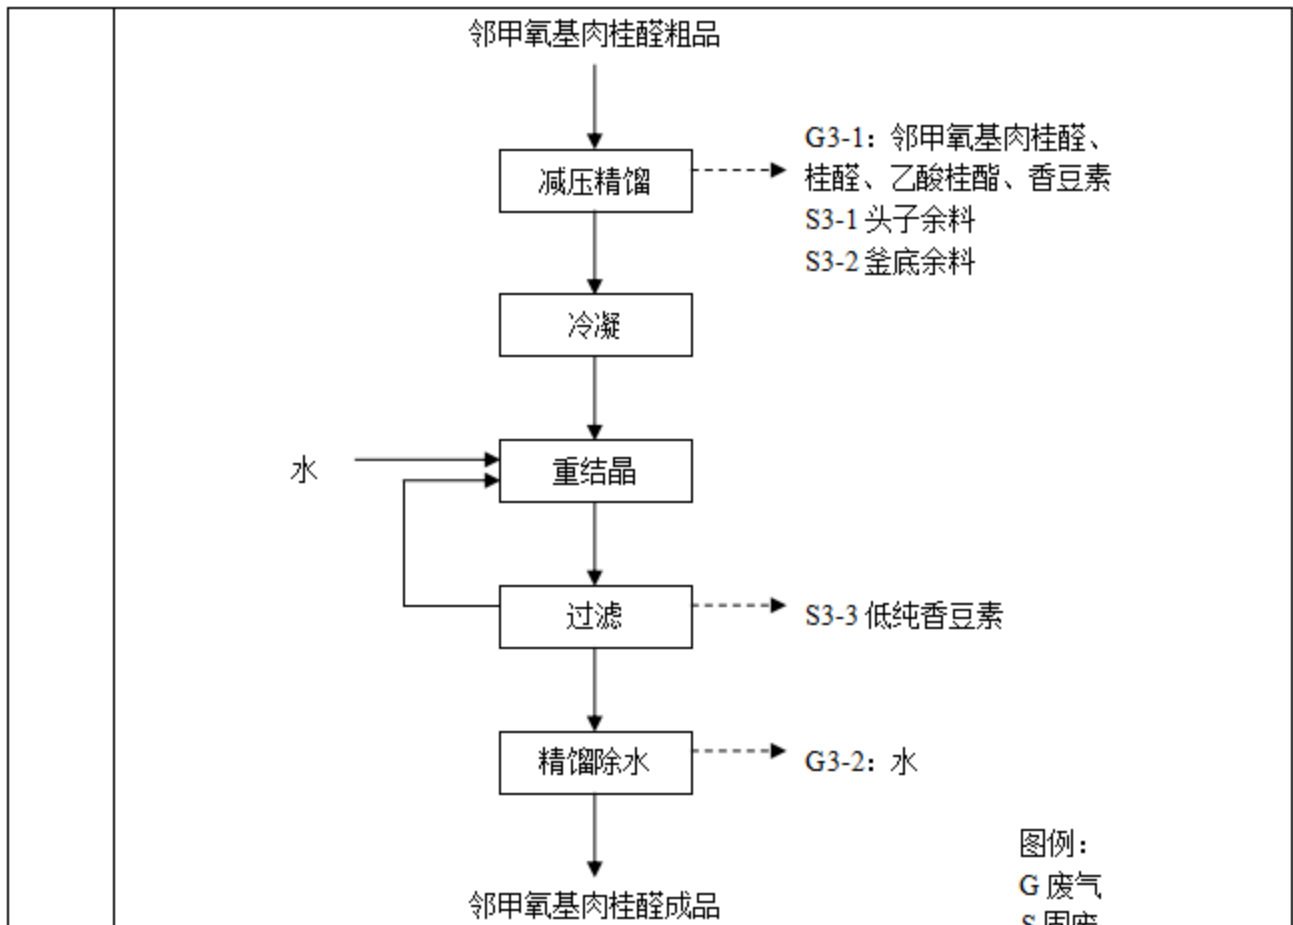 邻甲氧基肉桂醛粗品
G3-1：邻甲氧基肉桂醛、
桂醛、乙酸桂酯、香豆素
减压精馏
S3-1 头子余料
S3-2 釜底余料
冷凝
水
重结晶
过滤
S3-3 低纯香豆素
精馏除水
G3-2：水
图例：
G 废气
邻甲氧基肉桂醛成品
S 固废